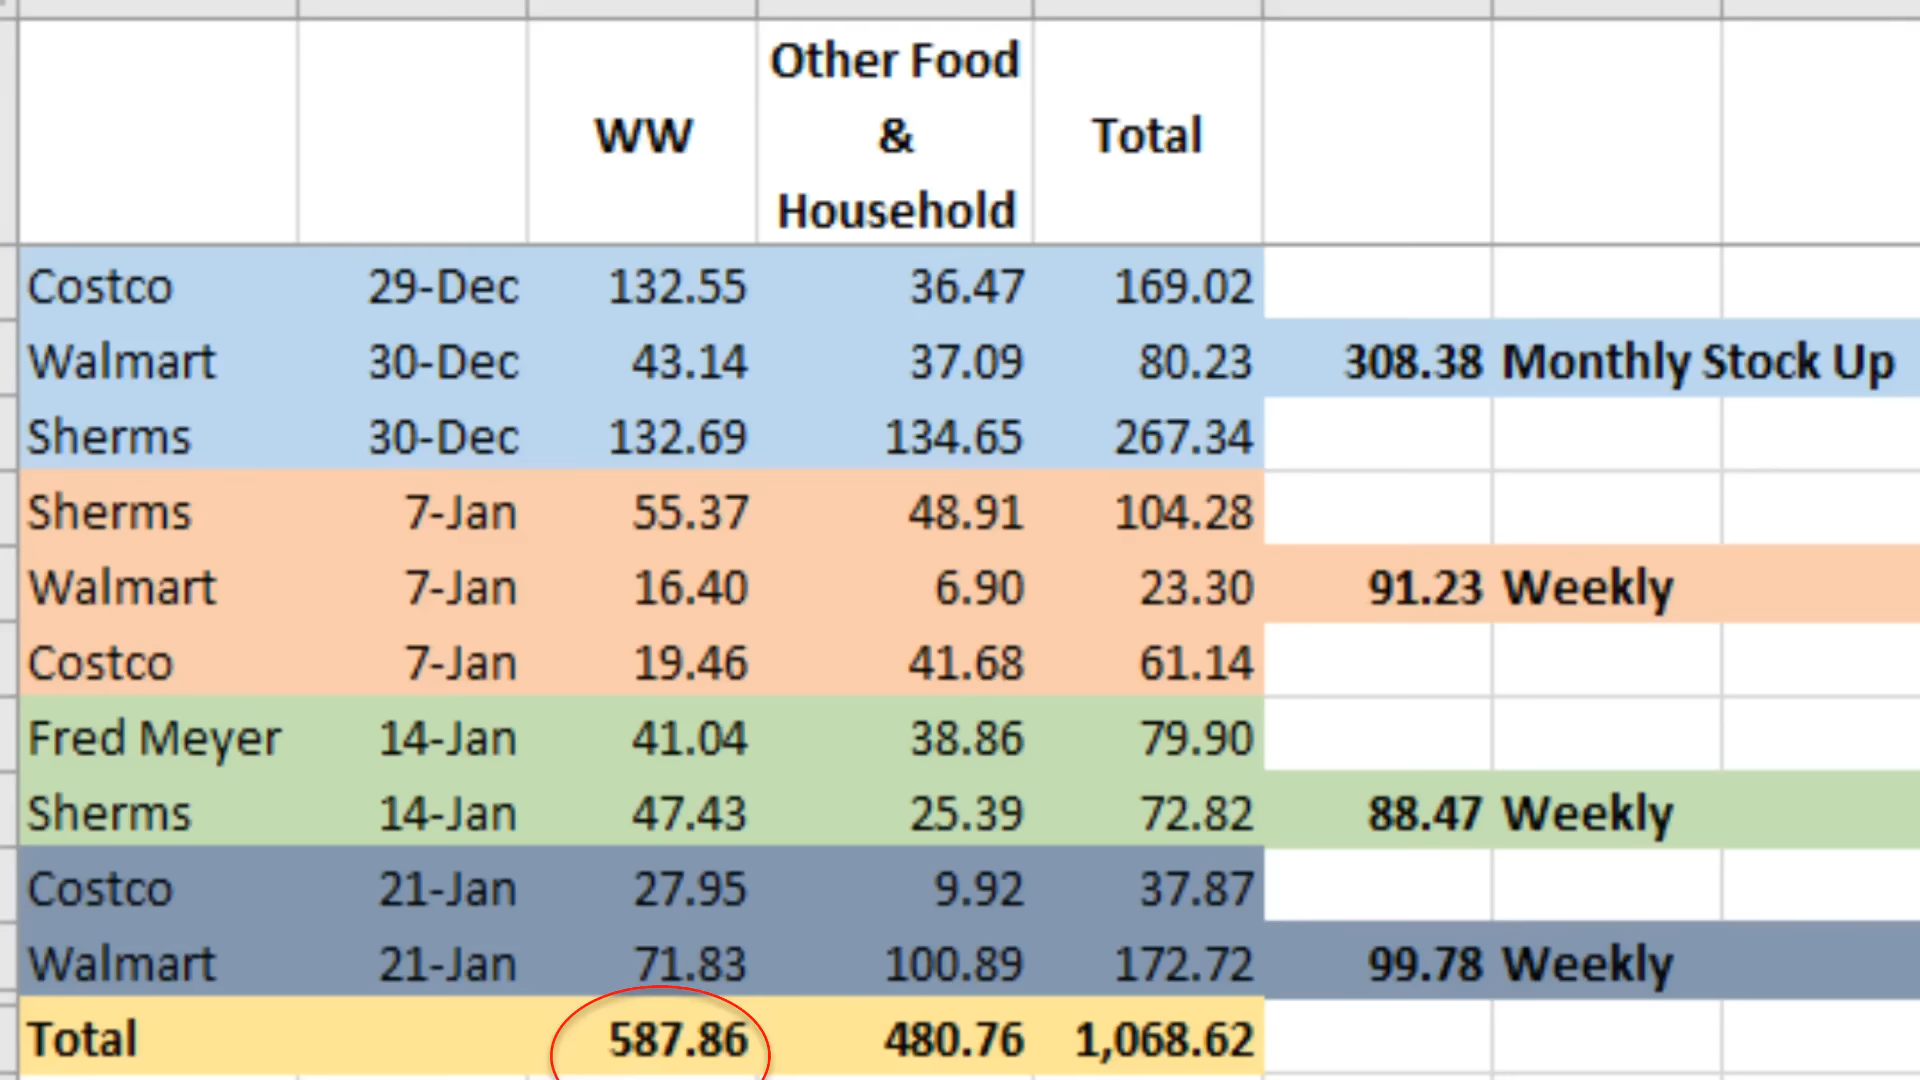 WW Other Food & Household Total
Costco 29-Dec 132.55 36.47 169.02
Walmart 30-Dec 43.14 37.09 80.23 308.38 Monthly Stock Up
Sherms 30-Dec 132.69 134.65 267.34
Sherms 7-Jan 55.37 48.91 104.28
Walmart 7-Jan 16.40 6.90 23.30 91.23 Weekly
Costco 7-Jan 19.46 41.68 61.14
Fred Meyer 14-Jan 41.04 38.86 79.90
Sherms 14-Jan 47.43 25.39 72.82 88.47 Weekly
Costco 21-Jan 27.95 9.92 37.87
Walmart 21-Jan 71.83 100.89 172.72 99.78 Weekly
Total 587.86 480.76 1,068.62